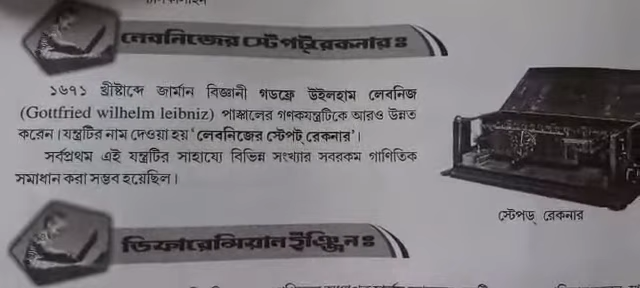 লেবনিজের স্টেপট্‌রেকনার ঃ
১৬৭১ খ্রীষ্টাব্দে জার্মান বিজ্ঞানী গডফ্রে উইলহাম লেবনিজ
(Gottfried wilhelm leibniz) পাস্কালের গণকযন্ত্রটিকে আরও উন্নত
করেন। যন্ত্রটির নাম দেওয়া হয় ‘লেবনিজের স্টেপট্‌ রেকনার’।
সর্বপ্রথম এই যন্ত্রটির সাহায্যে বিভিন্ন সংখ্যার সবরকম গাণিতিক
সমাধান করা সম্ভব হয়েছিল।
স্টেপড্‌ রেকনার
ডিফারেন্সিয়াল ইঞ্জিন ঃ